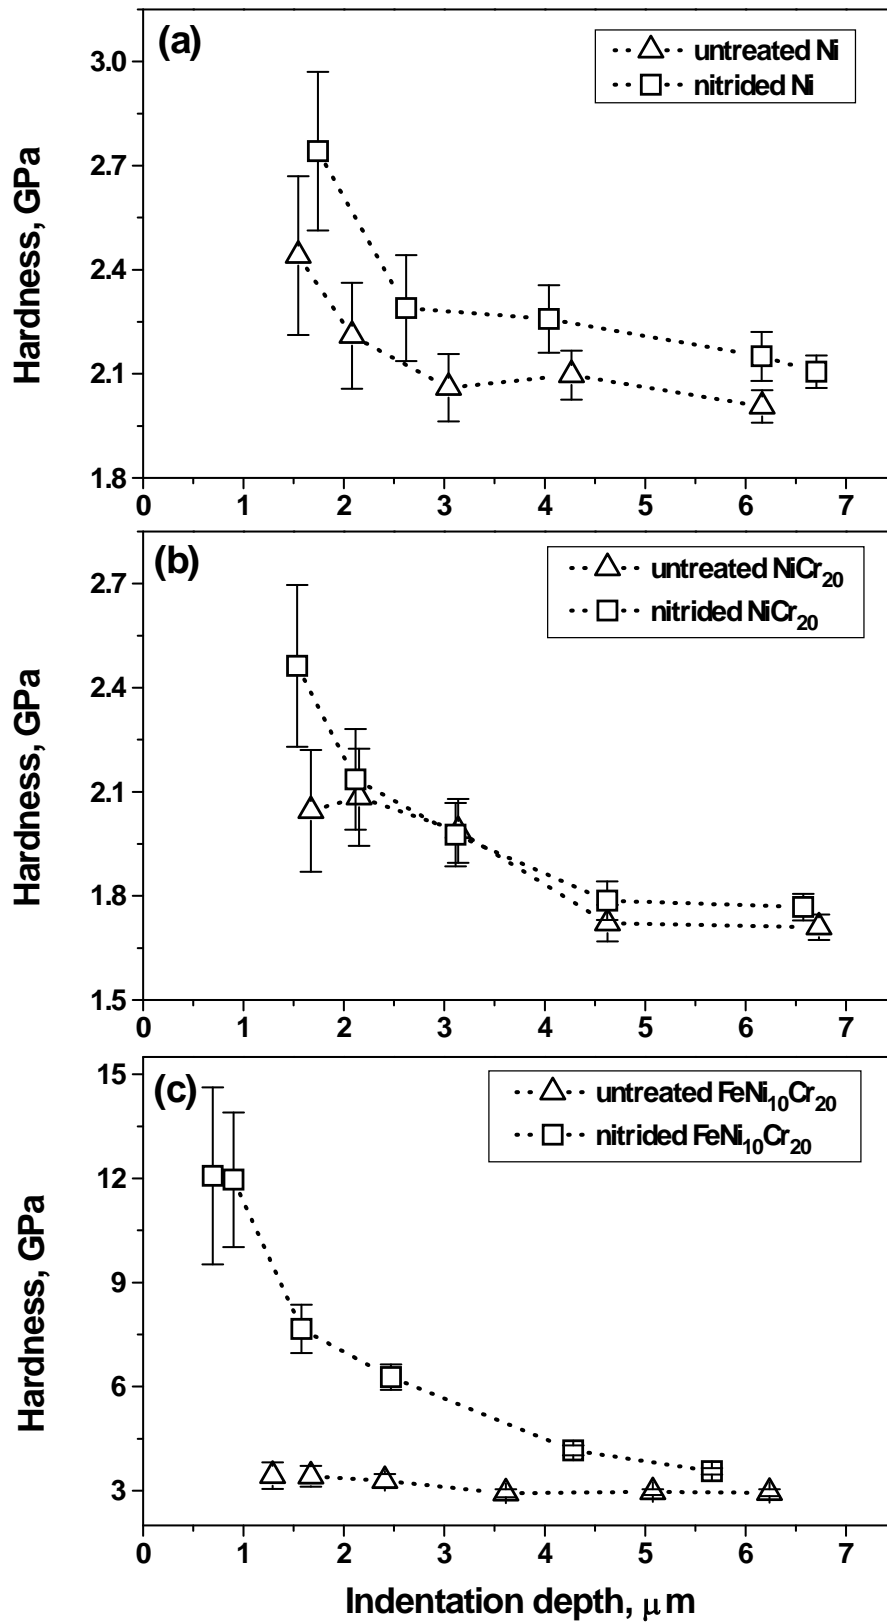 (a)
untreated Ni
nitrided Ni
Hardness, GPa
3.0
2.7
2.4
2.1
1.8
0 1 2 3 4 5 6 7
(b)
untreated NiCr20
nitrided NiCr20
Hardness, GPa
2.7
2.4
2.1
1.8
1.5
0 1 2 3 4 5 6 7
(c)
untreated FeNi10Cr20
nitrided FeNi10Cr20
Hardness, GPa
15
12
9
6
3
0 1 2 3 4 5 6 7
Indentation depth, μm